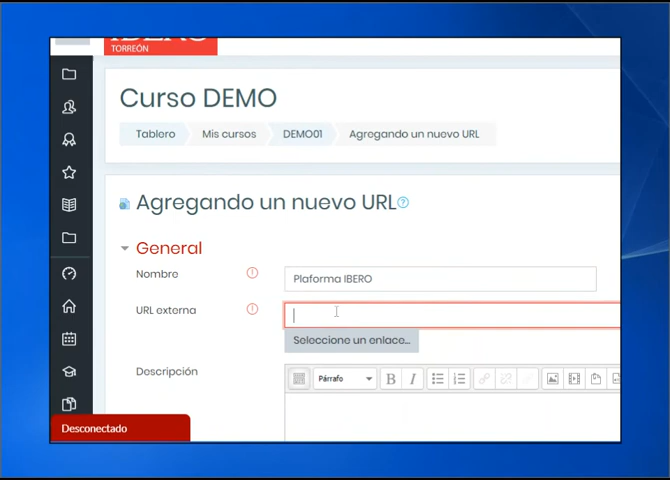 TORREÓN
Curso DEMO
Tablero Mis cursos DEMO01 Agregando un nuevo URL
Agregando un nuevo URL
General
Nombre
Plaforma IBERO
URL externa
Seleccione un enlace...
Descripción
Párrafo B I
Desconectado